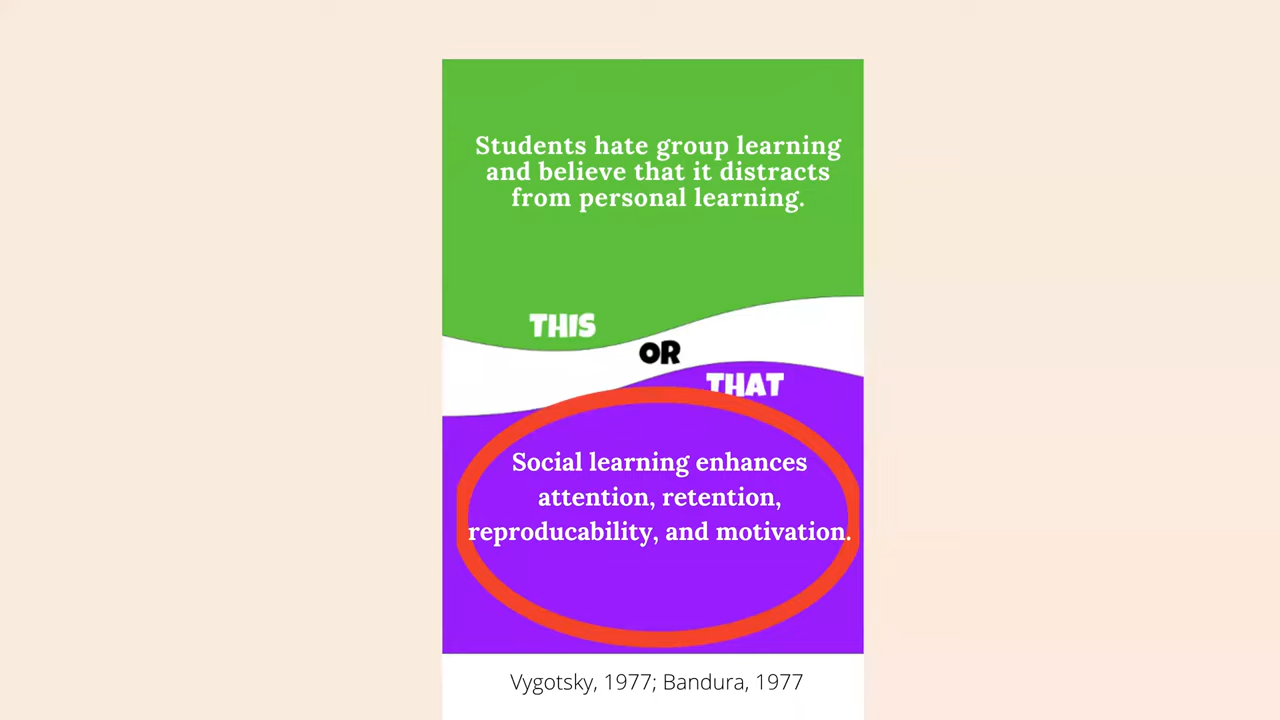 Students hate group learning
and believe that it distracts
from personal learning.
THIS
OR
THAT
Social learning enhances
attention, retention,
reproducability, and motivation.
Vygotsky, 1977; Bandura, 1977